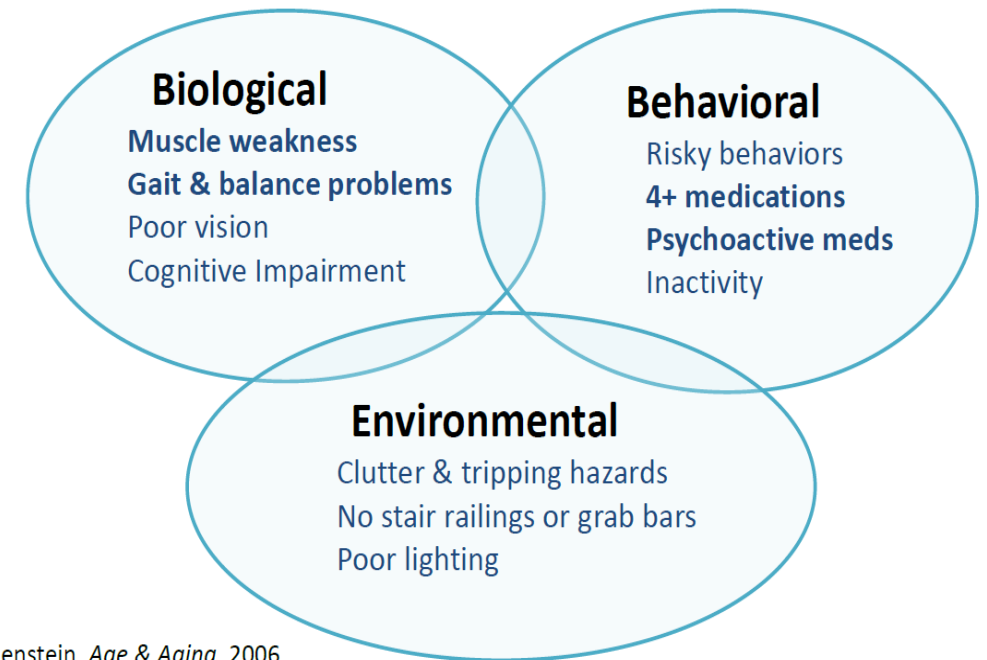 Biological
Muscle weakness
Gait & balance problems
Poor vision
Cognitive Impairment
Behavioral
Risky behaviors
4+ medications
Psychoactive meds
Inactivity
Environmental
Clutter & tripping hazards
No stair railings or grab bars
Poor lighting
enstein, Age & Aging, 2006